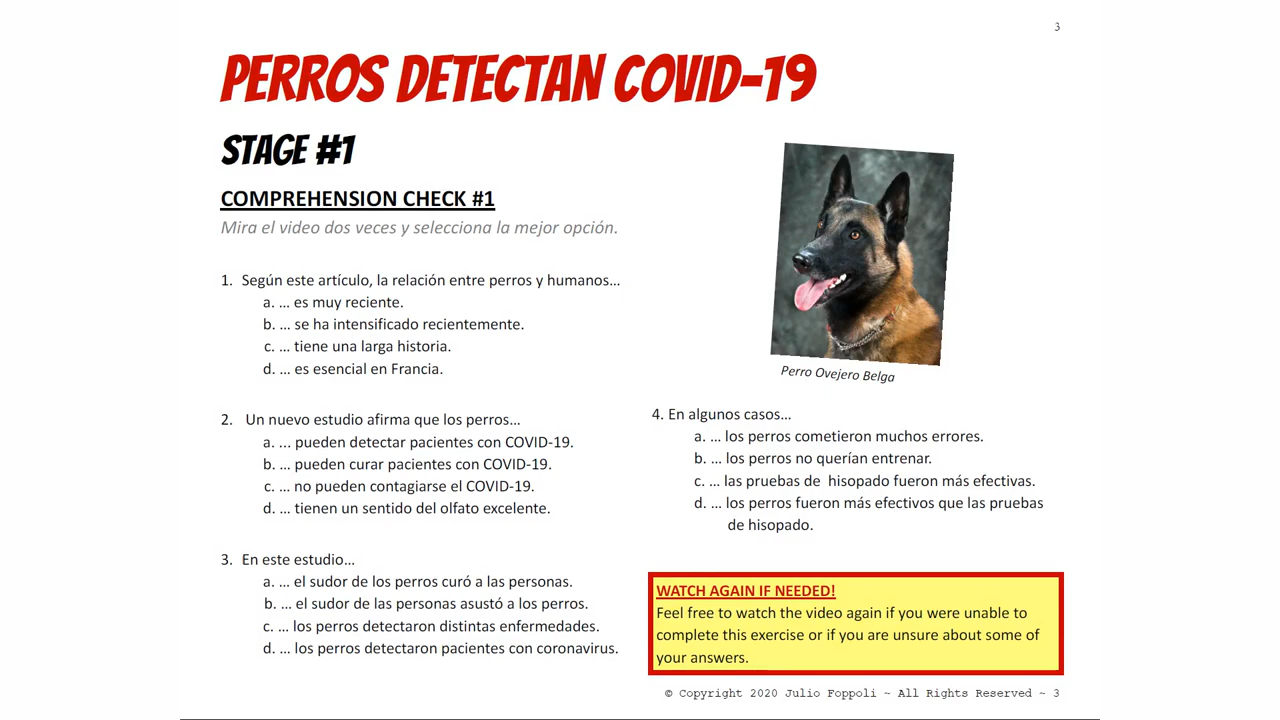 3
PERROS DETECTAN COVID-19
STAGE #1
COMPREHENSION CHECK #1
Mira el video dos veces y selecciona la mejor opción.
1. Según este artículo, la relación entre perros y humanos...
a. ... es muy reciente.
b. ... se ha intensificado recientemente.
c. ... tiene una larga historia.
d. ... es esencial en Francia.
2. Un nuevo estudio afirma que los perros...
a. ... pueden detectar pacientes con COVID-19.
b. ... pueden curar pacientes con COVID-19.
c. ... no pueden contagiarse el COVID-19.
d. ... tienen un sentido del olfato excelente.
3. En este estudio...
a. ... el sudor de los perros curó a las personas.
b. ... el sudor de las personas asustó a los perros.
c. ... los perros detectaron distintas enfermedades.
d. ... los perros detectaron pacientes con coronavirus.
Perro Ovejero Belga
4. En algunos casos...
a. ... los perros cometieron muchos errores.
b. ... los perros no querían entrenar.
c. ... las pruebas de hisopado fueron más efectivas.
d. ... los perros fueron más efectivos que las pruebas
de hisopado.
WATCH AGAIN IF NEEDED!
Feel free to watch the video again if you were unable to
complete this exercise or if you are unsure about some of
your answers.
© Copyright 2020 Julio Foppoli ~ All Rights Reserved ~ 3